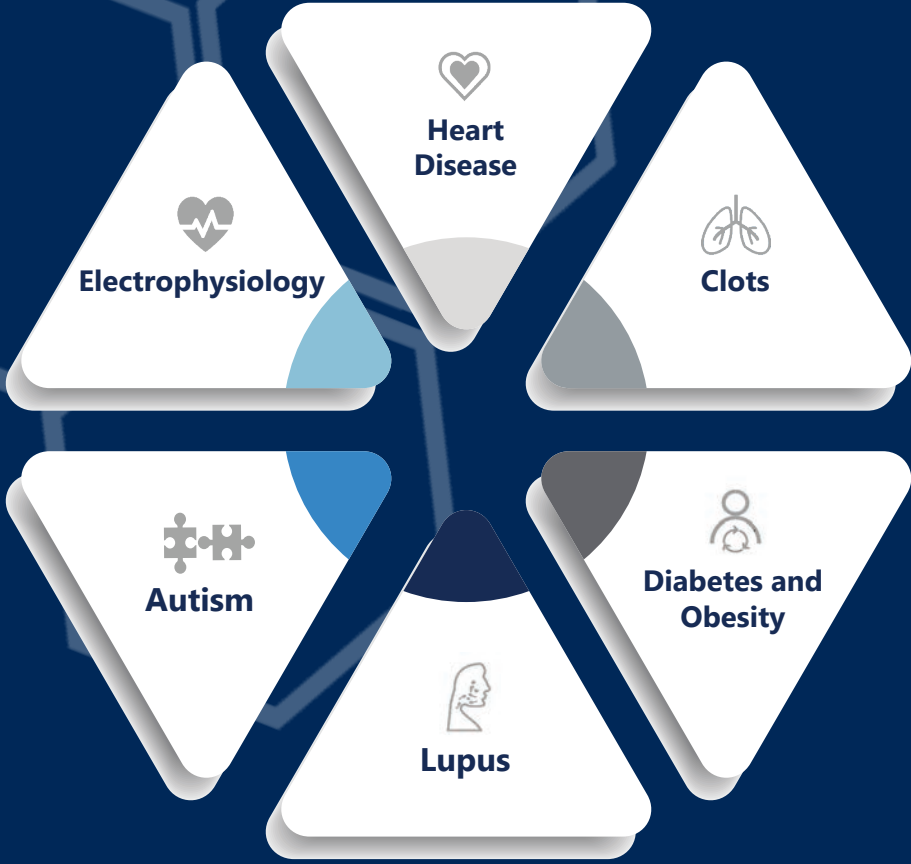 Heart
Disease
Electrophysiology
Clots
Autism
Diabetes and
Obesity
Lupus